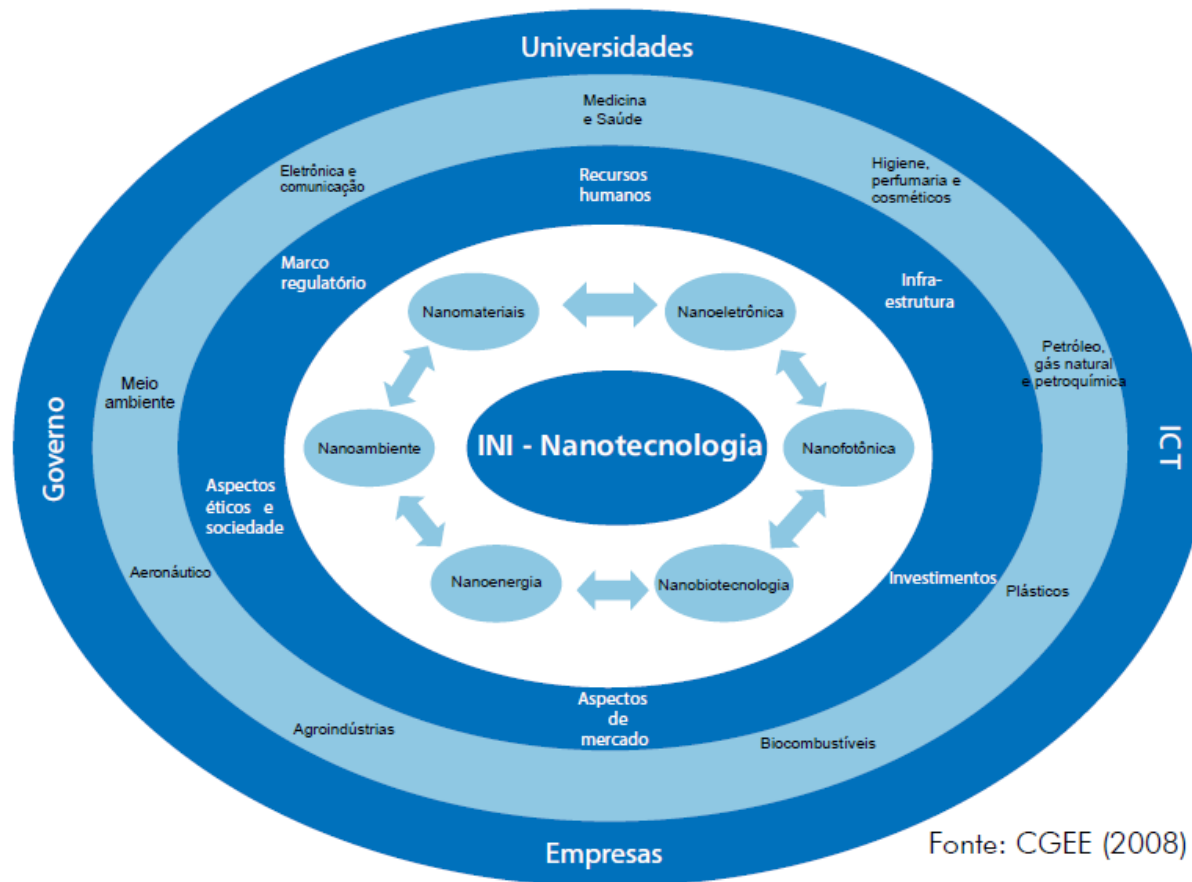 Universidades
Medicina
e Saúde
Eletrônica e
comunicação
Higiene,
perfumaria e
cosméticos
Recursos
humanos
Marco
regulatório
Infra-
estrutura
Nanomateriais
Nanoeletrônica
Petróleo,
gás natural
e petroquímica
Meio
ambiente
Governo
Nanoambiente
INI - Nanotecnologia
Nanofotônica
ICT
Aspectos
éticos e
sociedade
Aeronáutico
Nanoenergia
Nanobiotecnologia
Investimentos
Plásticos
Aspectos
de
mercado
Agroindústrias
Biocombustíveis
Empresas
Fonte: CGEE (2008)